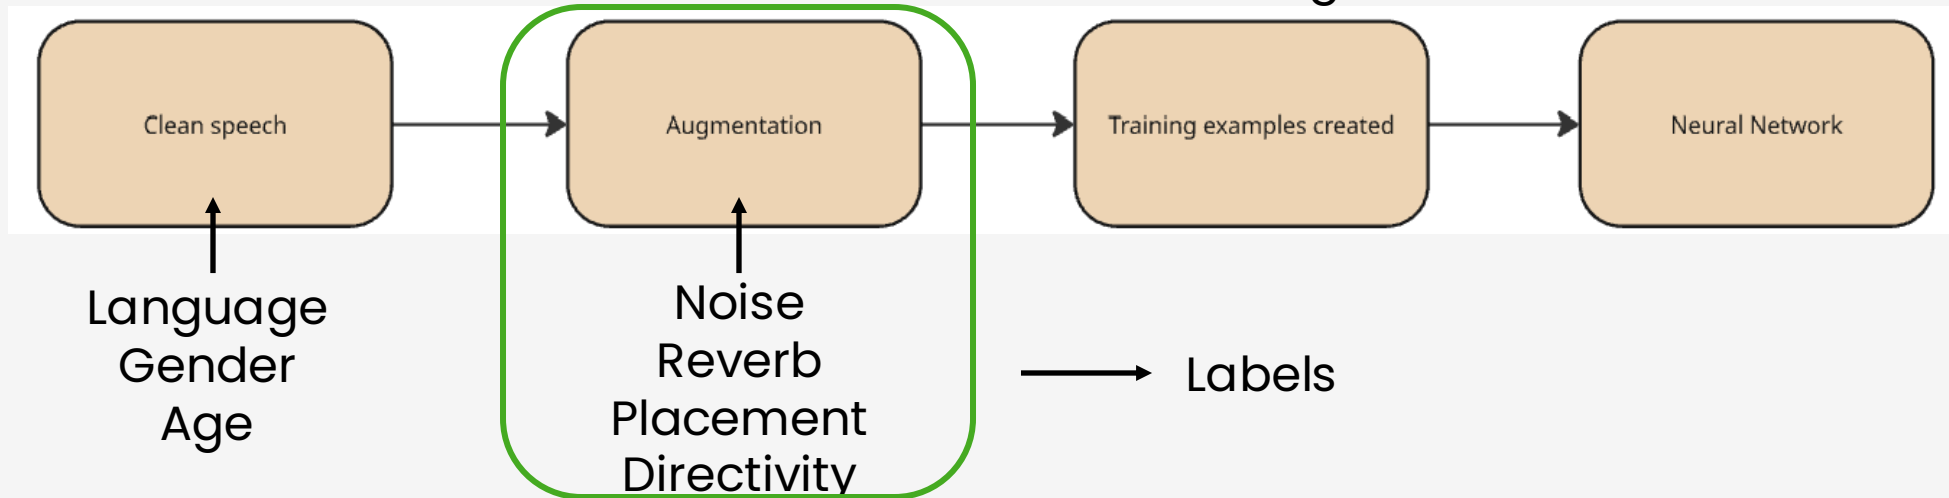 Clean speech
Augmentation
Training examples created
Neural Network
Language
Gender
Age
Noise
Reverb
Placement
Directivity
Labels